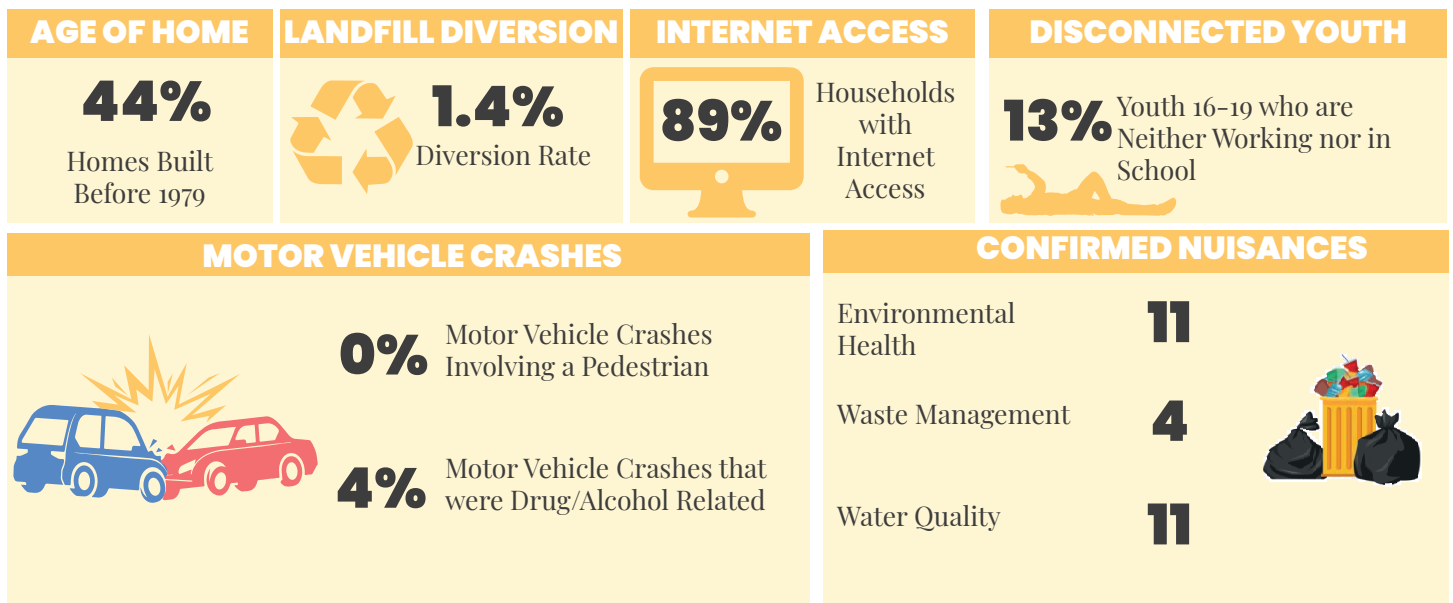 AGE OF HOME
44%
Homes Built
Before 1979
LANDFILL DIVERSION
1.4%
Diversion Rate
INTERNET ACCESS
89%
Households
with
Internet
Access
DISCONNECTED YOUTH
13%
Youth 16-19 who are
Neither Working nor in
School
MOTOR VEHICLE CRASHES
0%
Motor Vehicle Crashes
Involving a Pedestrian
4%
Motor Vehicle Crashes that
were Drug/Alcohol Related
CONFIRMED NUISANCES
Environmental
Health
11
Waste Management
4
Water Quality
11